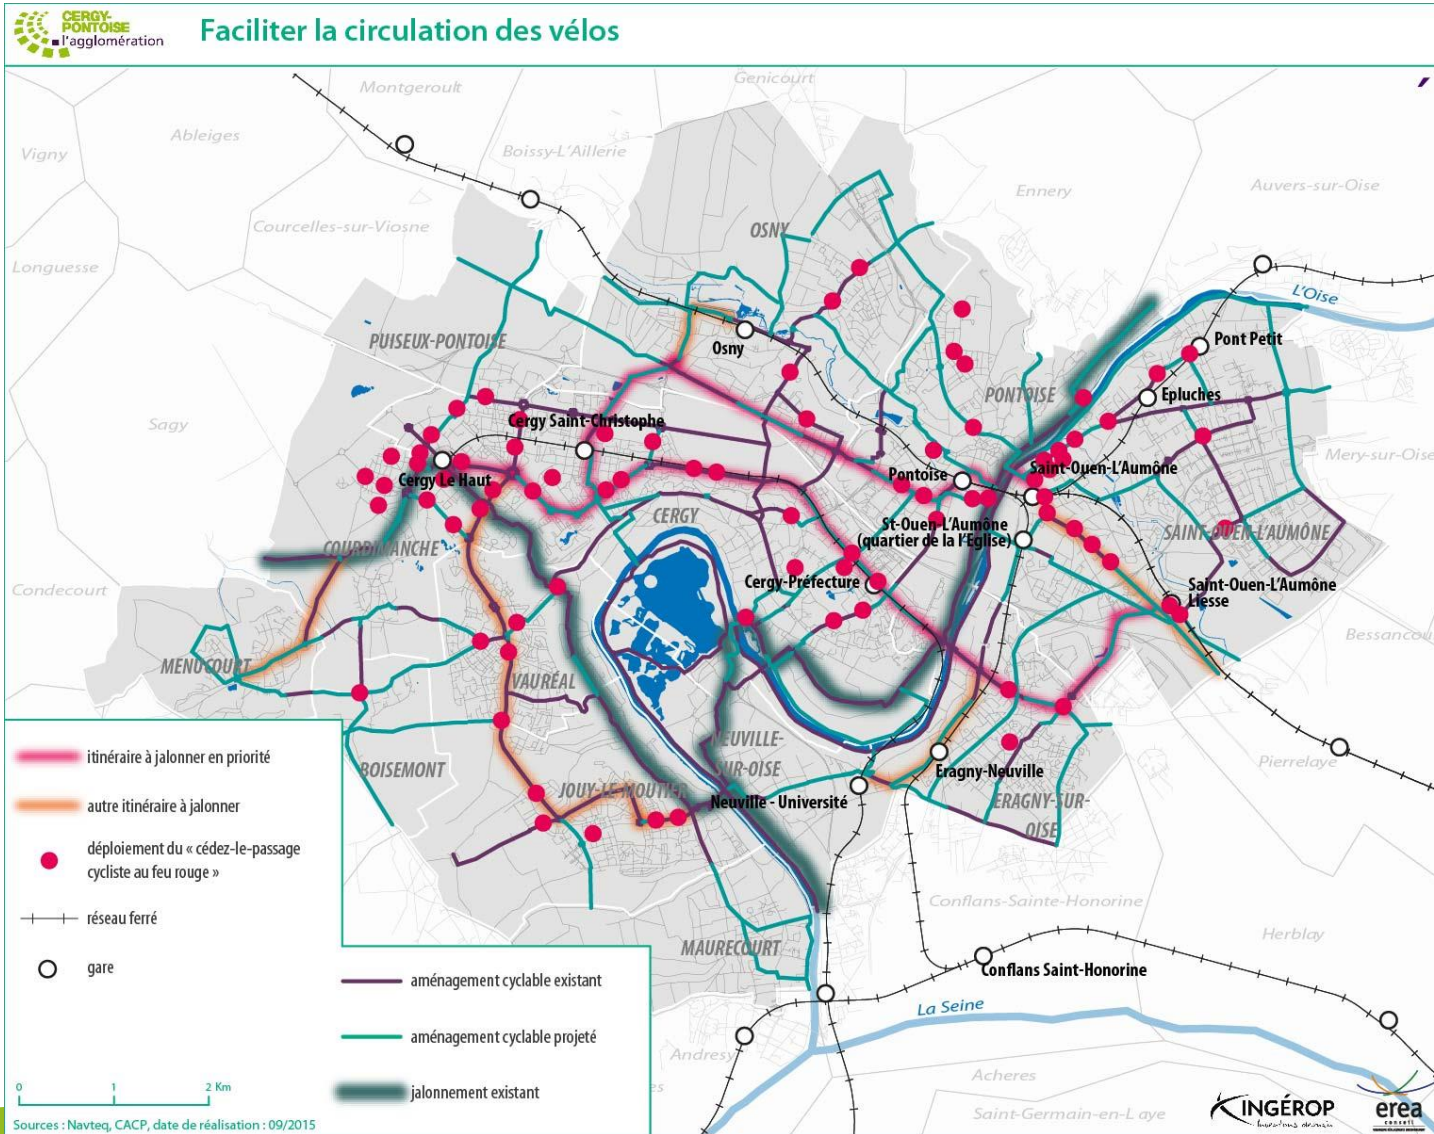 CERGY-
PONTOISE
l'agglomération
Faciliter la circulation des vélos
Genicourt
Montgeroult
Ableiges
Vigny
Boissy-L'Aillerie
Ennery
Auvers-sur-Oise
Courcelles-sur-Viosne
OSNY
Longuesse
L'Oise
PUISEUX-PONTOISE
Osny
Pont Petit
PONTOISE
Epluches
Sagy
Cergy Saint-Christophe
Mery-sur-Oise
Saint-Ouen-L'Aumône
Pontoise
Cergy Le Haut
CERGY
St-Ouen-L'Aumône
(quartier de la l'Eglise)
SAINT-OUEN-L'AUMÔNE
COURDIMANCHE
Condecourt
Cergy-Préfecture
Saint-Ouen-L'Aumône
Liesse
Bessancou
MENUCOURT
VAURÉAL
NEUVILLE-
SUR-OISE
BOISEMONT
Eragny-Neuville
Pierrelaye
JOUY-LE-MOUTIER
Neuville - Université
ERAGNY-SUR-
OISE
Conflans-Sainte-Honorine
Herblay
MAURECOURT
Conflans Saint-Honorine
La Seine
Andresy
es
Acheres
Saint-Germain-en-Laye
itinéraire à jalonner en priorité
autre itinéraire à jalonner
déploiement du « cédez-le-passage
cycliste au feu rouge »
réseau ferré
gare
aménagement cyclable existant
aménagement cyclable projeté
jalonnement existant
0 1 2 Km
Sources : Navteq, CACP, date de réalisation : 09/2015
INGÉROP
erea
conseil